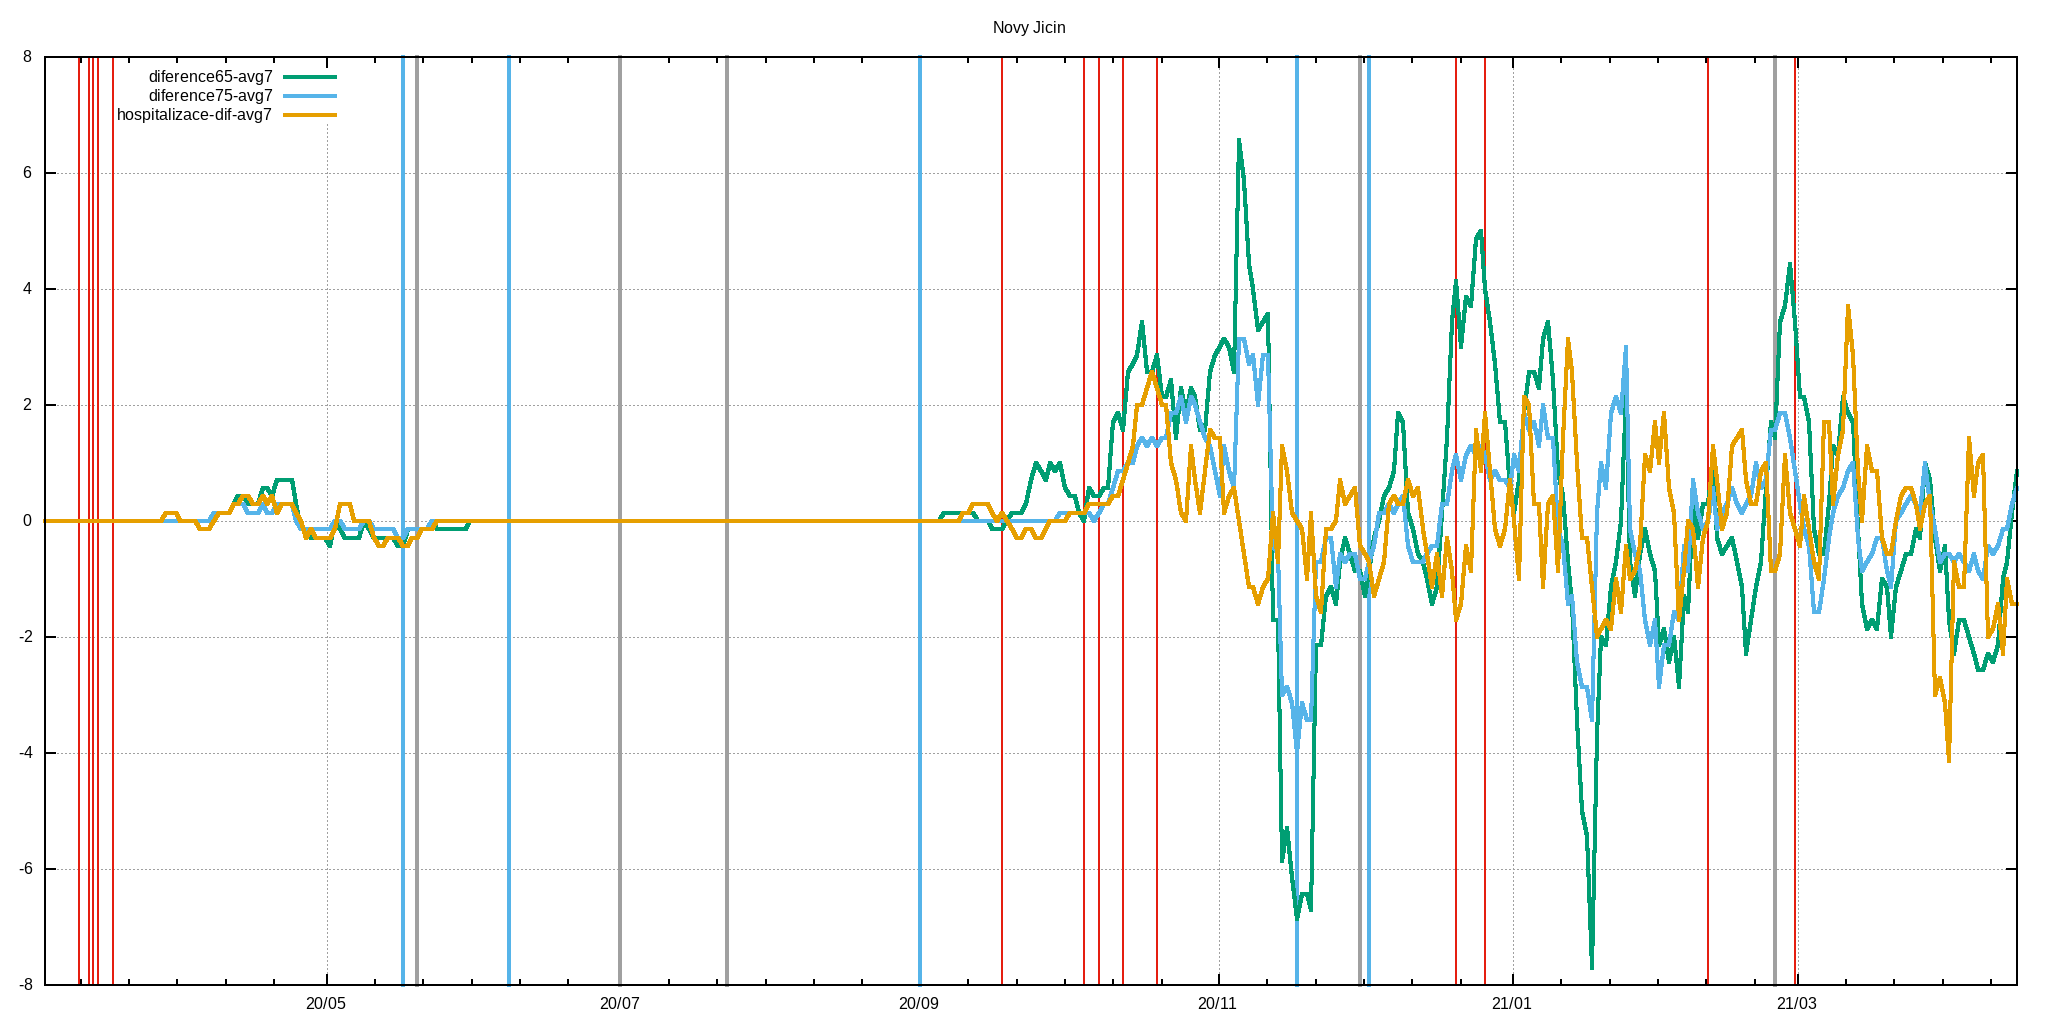 Novy Jicin
8
diference65-avg7
diference75-avg7
hospitalizace-dif-avg7
6
4
2
0
-2
-4
-6
-8
20/05 20/07 20/09 20/11 21/01 21/03